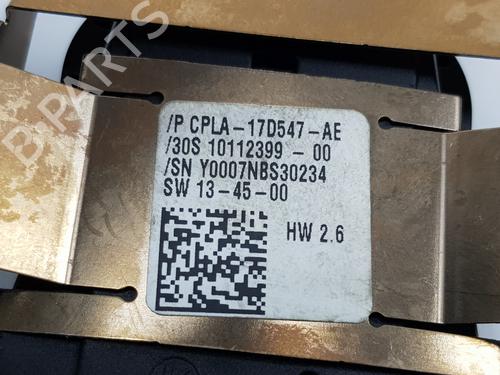 B-PARTS
/P CPLA-17D547-AE
/30S 10112399 - 00
/SN Y0007NBS30234
SW 13-45-00
HW 2.6